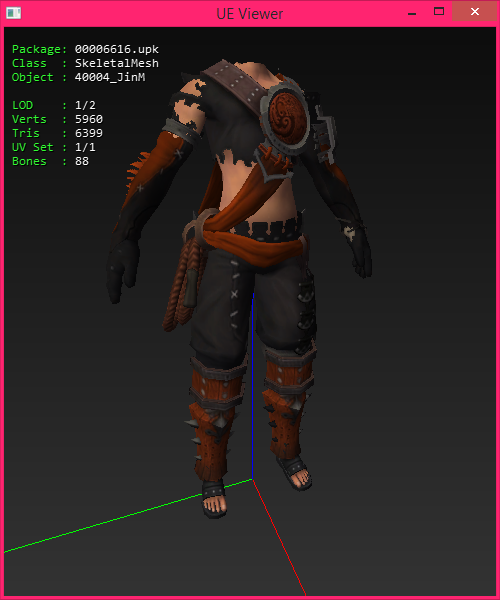 UE Viewer
Package: 00006616.upk
Class : SkeletalMesh
Object : 40004_JinM
LOD : 1/2
Verts : 5960
Tris : 6399
UV Set : 1/1
Bones : 88